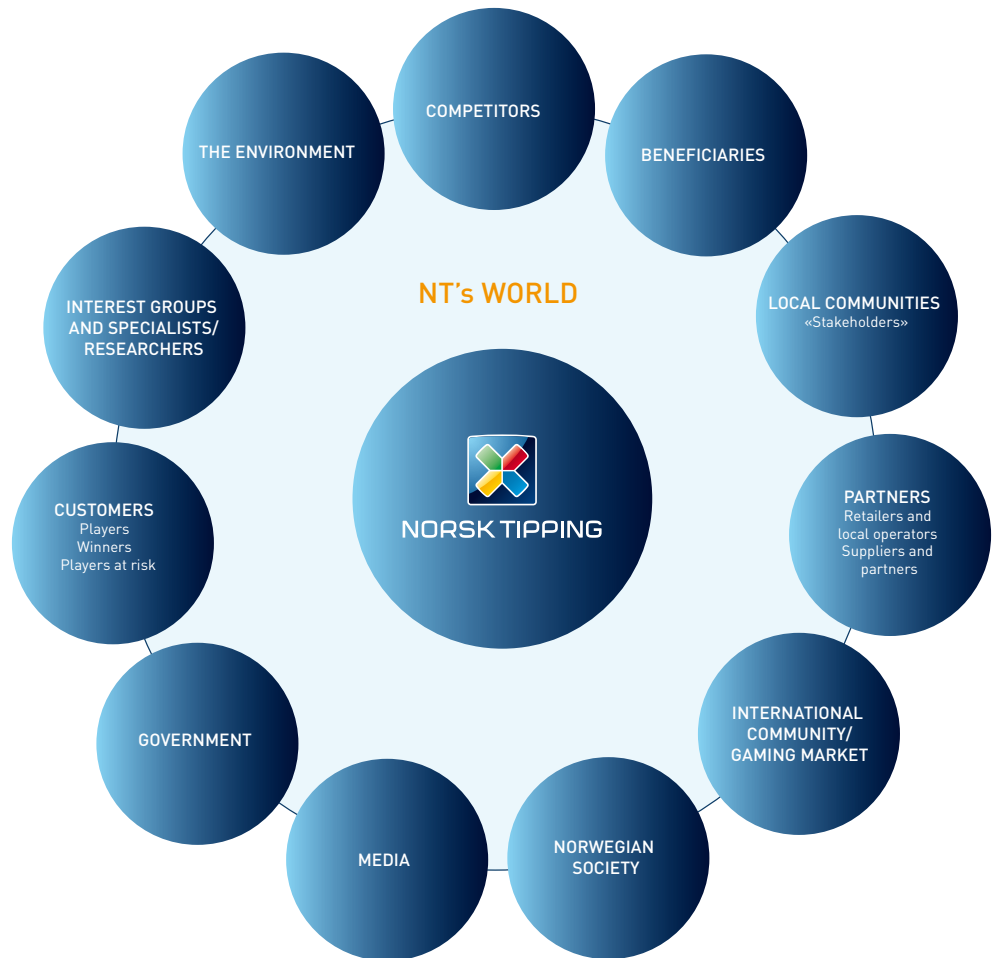 COMPETITORS
THE ENVIRONMENT
BENEFICIARIES
NT's WORLD
INTEREST GROUPS
AND SPECIALISTS/
RESEARCHERS
LOCAL COMMUNITIES
«Stakeholders»
NORSK TIPPING
CUSTOMERS
Players
Winners
Players at risk
PARTNERS
Retailers and
local operators
Suppliers and
partners
GOVERNMENT
INTERNATIONAL
COMMUNITY/
GAMING MARKET
MEDIA
NORWEGIAN
SOCIETY